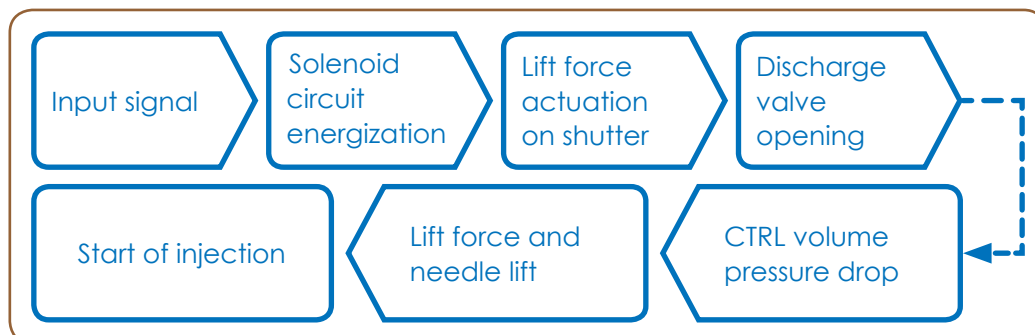 Input signal
Solenoid
circuit
energization
Lift force
actuation
on shutter
Discharge
valve
opening
CTRL volume
pressure drop
Lift force and
needle lift
Start of injection